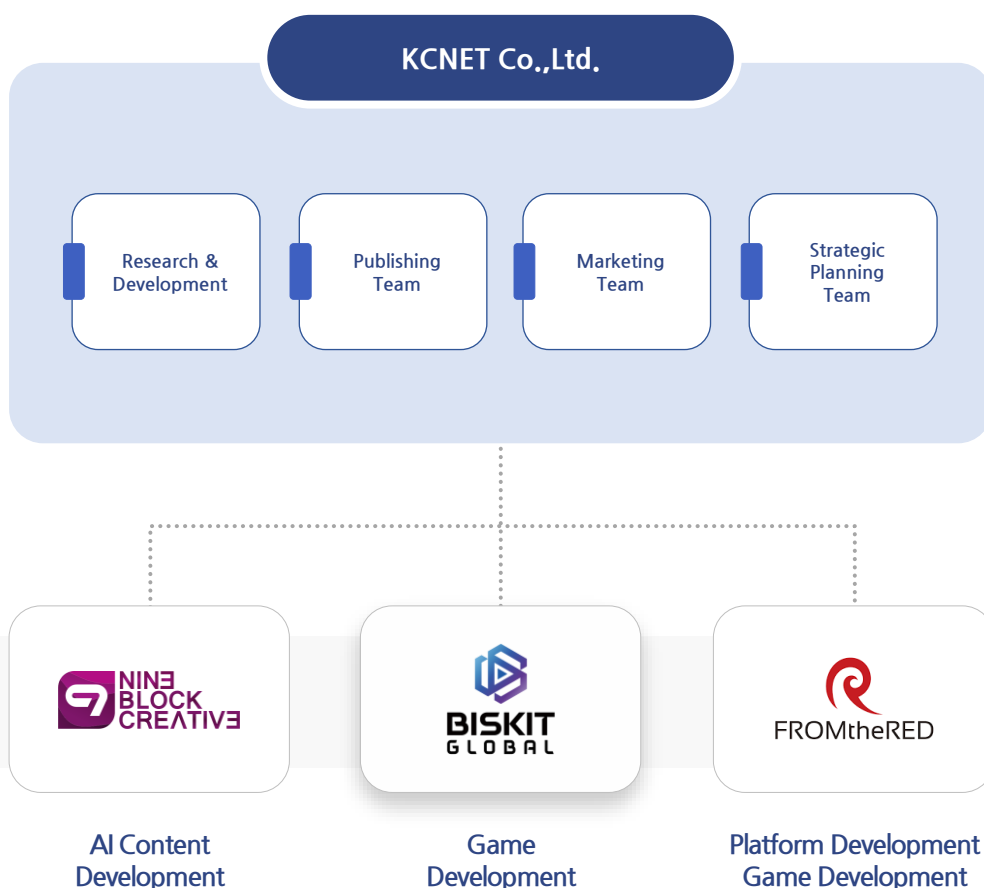 KCNET Co.,Ltd.
Research &
Development
Publishing
Team
Marketing
Team
Strategic
Planning
Team
NINE
BLOCK
CREATIVE
BISKIT
GLOBAL
FROMtheRED
AI Content
Development
Game
Development
Platform Development
Game Development